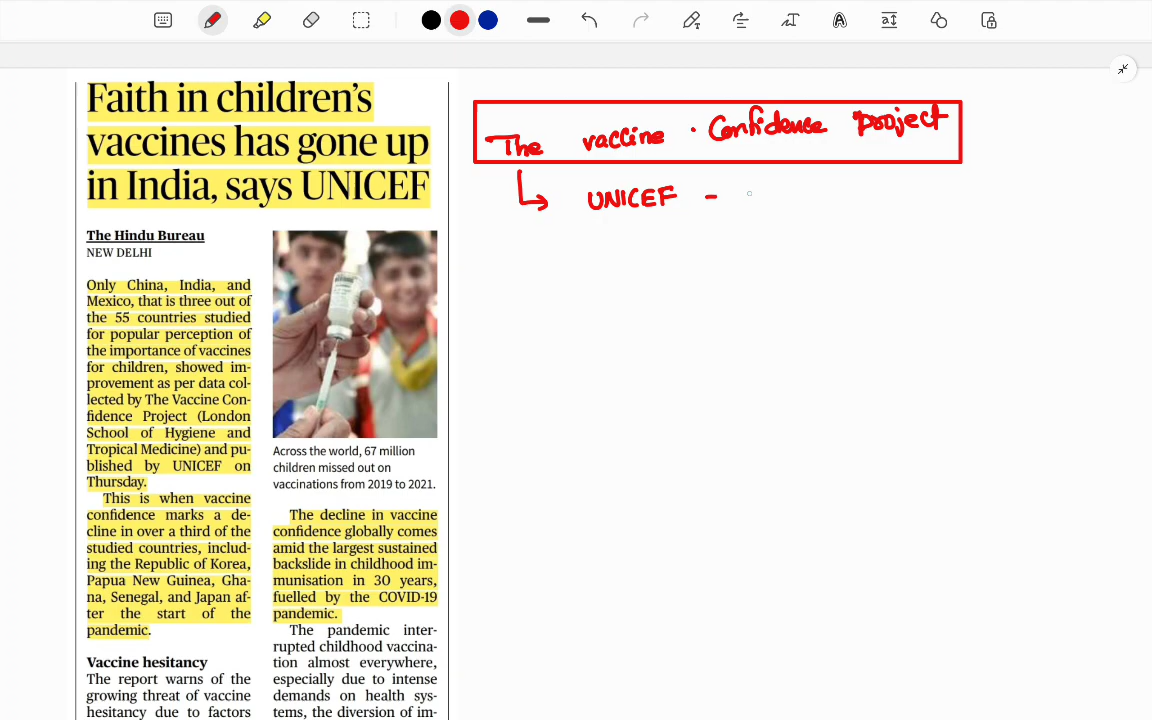 Faith in children's
vaccines has gone up
in India, says UNICEF
The Hindu Bureau
NEW DELHI
Only China, India, and
Mexico, that is three out of
the 55 countries studied
for popular perception of
the importance of vaccines
for children, showed im-
provement as per data col-
lected by The Vaccine Con-
fidence Project (London
School of Hygiene and
Tropical Medicine) and pu-
blished by UNICEF on
Thursday.
This is when vaccine
confidence marks a de-
cline in over a third of the
studied countries, includ-
ing the Republic of Korea,
Papua New Guinea, Gha-
na, Senegal, and Japan af-
ter the start of the
pandemic.
Vaccine hesitancy
The report warns of the
growing threat of vaccine
hesitancy due to factors
Across the world, 67 million
children missed out on
vaccinations from 2019 to 2021.
The decline in vaccine
confidence globally comes
amid the largest sustained
backslide in childhood im-
munisation in 30 years,
fuelled by the COVID-19
pandemic.
The pandemic inter-
rupted childhood vaccina-
tion almost everywhere,
especially due to intense
demands on health sys-
tems, the diversion of im-
The vaccine . Confidence project
UNICEF -